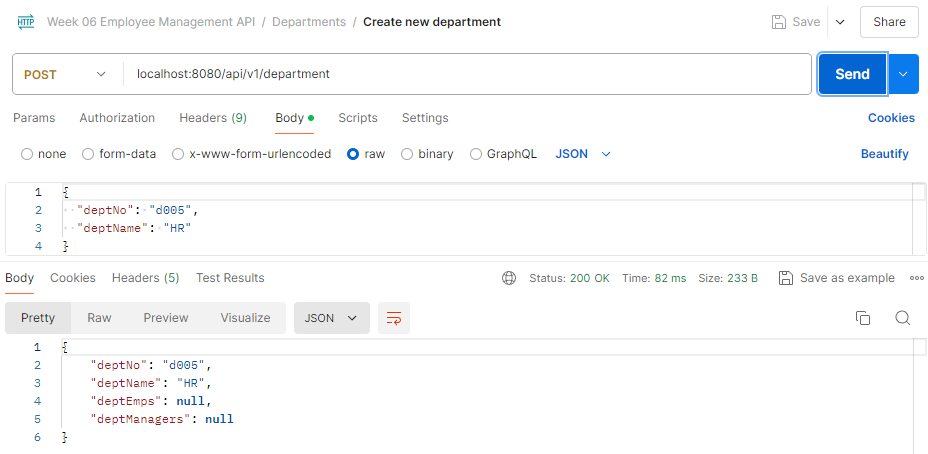 HTTP Week 06 Employee Management API / Departments / Create new department Save Share
POST localhost:8080/api/v1/department Send
Params Authorization Headers (9) Body Scripts Settings Cookies
none form-data x-www-form-urlencoded raw binary GraphQL JSON Beautify
1 {
2 "deptNo": "d005",
3 "deptName": "HR"
4 }
Body Cookies Headers (5) Test Results Status: 200 OK Time: 82 ms Size: 233 B Save as example
Pretty Raw Preview Visualize JSON
1 {
2 "deptNo": "d005",
3 "deptName": "HR",
4 "deptEmps": null,
5 "deptManagers": null
6 }